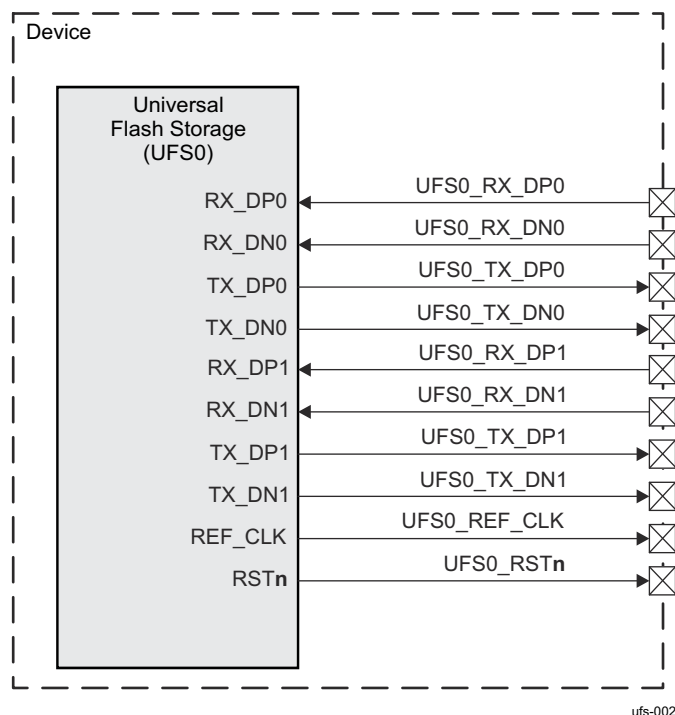 Device
Universal
Flash Storage
(UFS0)
RX_DP0 UFS0_RX_DP0
RX_DN0 UFS0_RX_DN0
TX_DP0 UFS0_TX_DP0
TX_DN0 UFS0_TX_DN0
RX_DP1 UFS0_RX_DP1
RX_DN1 UFS0_RX_DN1
TX_DP1 UFS0_TX_DP1
TX_DN1 UFS0_TX_DN1
REF_CLK UFS0_REF_CLK
RSTn UFS0_RSTn
ufs-002